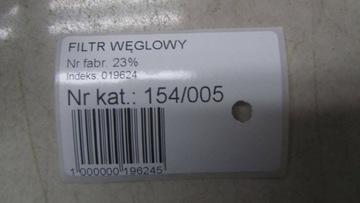 FILTR WĘGLOWY
Nr fabr. 23%
Indeks: 019624
Nr kat.: 154/005
1 000000 196245